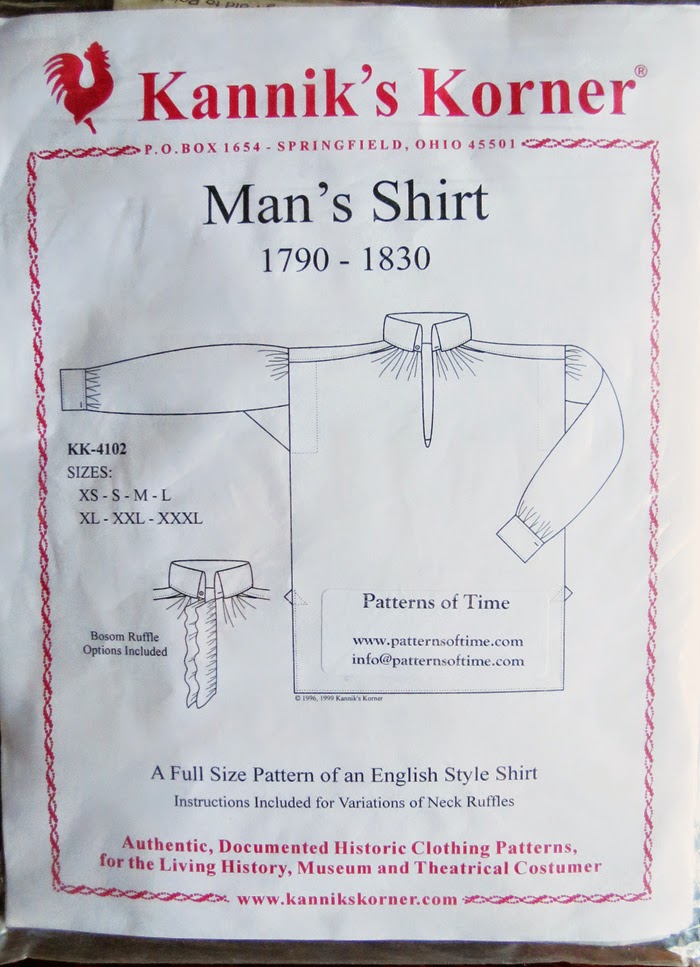 Kannik's Korner®
P.O.BOX 1654 - SPRINGFIELD, OHIO 45501
Man's Shirt
1790 - 1830
KK-4102
SIZES:
XS - S - M - L
XL - XXL - XXXL
Bosom Ruffle
Options Included
Patterns of Time
www.patternsoftime.com
info@patternsoftime.com
© 1996, 1999 Kannik's Korner
A Full Size Pattern of an English Style Shirt
Instructions Included for Variations of Neck Ruffles
Authentic, Documented Historic Clothing Patterns,
for the Living History, Museum and Theatrical Costumer
www.kannikskorner.com